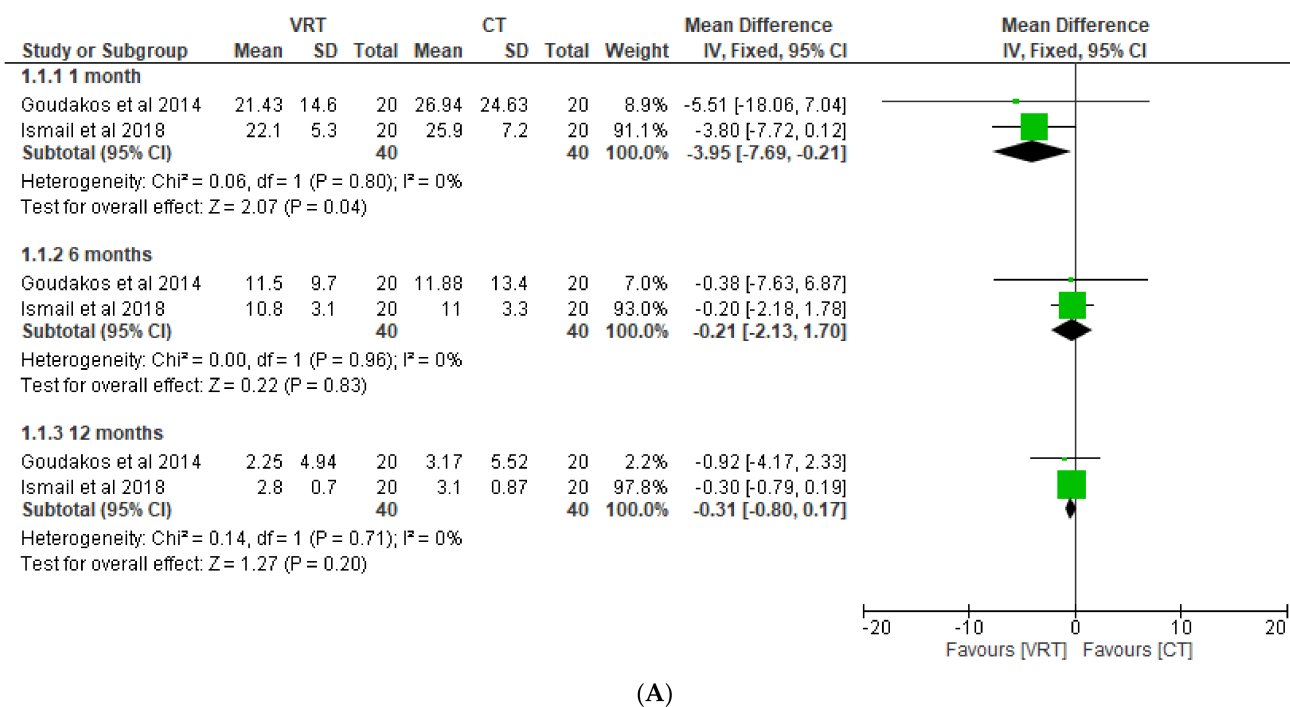 VRT CT Mean Difference Mean Difference
Study or Subgroup Mean SD Total Mean SD Total Weight IV, Fixed, 95% CI IV, Fixed, 95% CI
1.1.1 1 month
Goudakos et al 2014 21.43 14.6 20 26.94 24.63 20 8.9% -5.51 [-18.06, 7.04]
Ismail et al 2018 22.1 5.3 20 25.9 7.2 20 91.1% -3.80 [-7.72, 0.12]
Subtotal (95% CI) 40 40 100.0% -3.95 [-7.69, -0.21]
Heterogeneity: Chi² = 0.06, df = 1 (P = 0.80); I² = 0%
Test for overall effect: Z = 2.07 (P = 0.04)
1.1.2 6 months
Goudakos et al 2014 11.5 9.7 20 11.88 13.4 20 7.0% -0.38 [-7.63, 6.87]
Ismail et al 2018 10.8 3.1 20 11 3.3 20 93.0% -0.20 [-2.18, 1.78]
Subtotal (95% CI) 40 40 100.0% -0.21 [-2.13, 1.70]
Heterogeneity: Chi² = 0.00, df = 1 (P = 0.96); I² = 0%
Test for overall effect: Z = 0.22 (P = 0.83)
1.1.3 12 months
Goudakos et al 2014 2.25 4.94 20 3.17 5.52 20 2.2% -0.92 [-4.17, 2.33]
Ismail et al 2018 2.8 0.7 20 3.1 0.87 20 97.8% -0.30 [-0.79, 0.19]
Subtotal (95% CI) 40 40 100.0% -0.31 [-0.80, 0.17]
Heterogeneity: Chi² = 0.14, df = 1 (P = 0.71); I² = 0%
Test for overall effect: Z = 1.27 (P = 0.20)
-20 -10 0 10 20
Favours [VRT] Favours [CT]
(A)